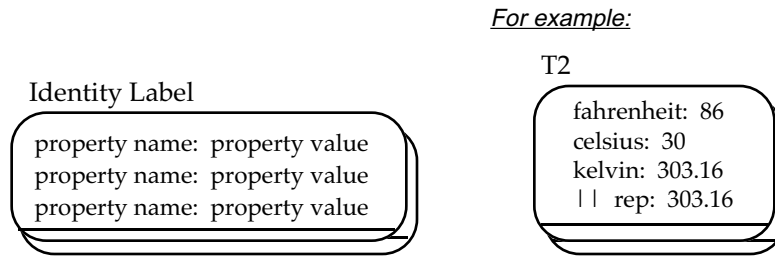 For example:
Identity Label
property name: property value
property name: property value
property name: property value
T2
fahrenheit: 86
celsius: 30
kelvin: 303.16
|| rep: 303.16